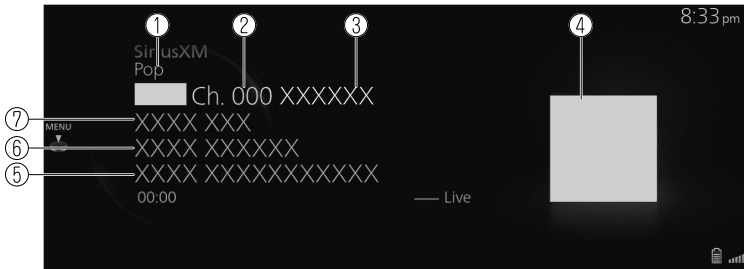 ① ② ③ ④
8:33 pm
SiriusXM
Pop
Ch. 000 XXXXXX
⑦ XXXX XXX
MENU
⑥ XXXX XXXXXX
⑤ XXXX XXXXXXXXXXX
00:00 Live